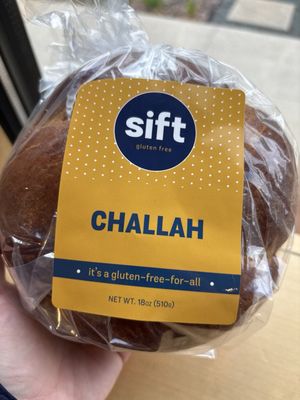 sift
gluten free
CHALLAH
• it's a gluten-free-for-all •
NET WT. 18oz (510g)